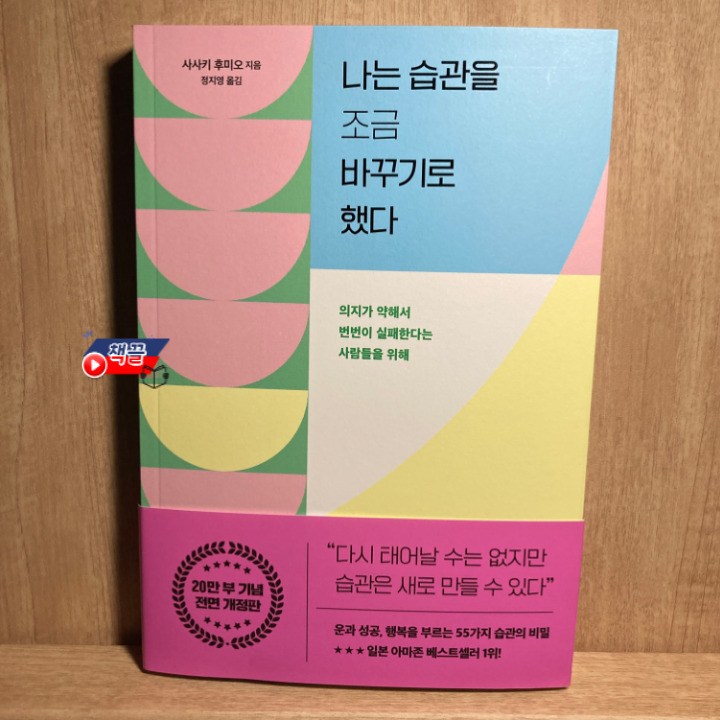 사사키 후미오 지음
정지영 옮김
나는 습관을
조금
바꾸기로
했다
의지가 약해서
번번이 실패한다는
사람들을 위해
책끌
20만 부 기념
전면 개정판
“다시 태어날 수는 없지만
습관은 새로 만들 수 있다”
운과 성공, 행복을 부르는 55가지 습관의 비밀
★★★ 일본 아마존 베스트셀러 1위!